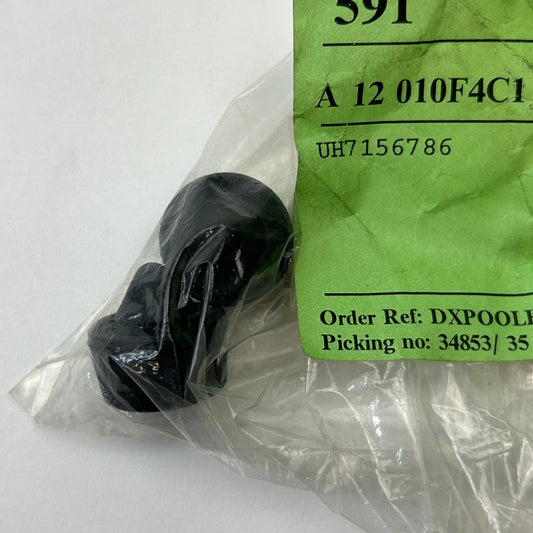 591
A 12 010F4C1
UH7156786
Order Ref: DXPOOLE
Picking no: 34853/ 35